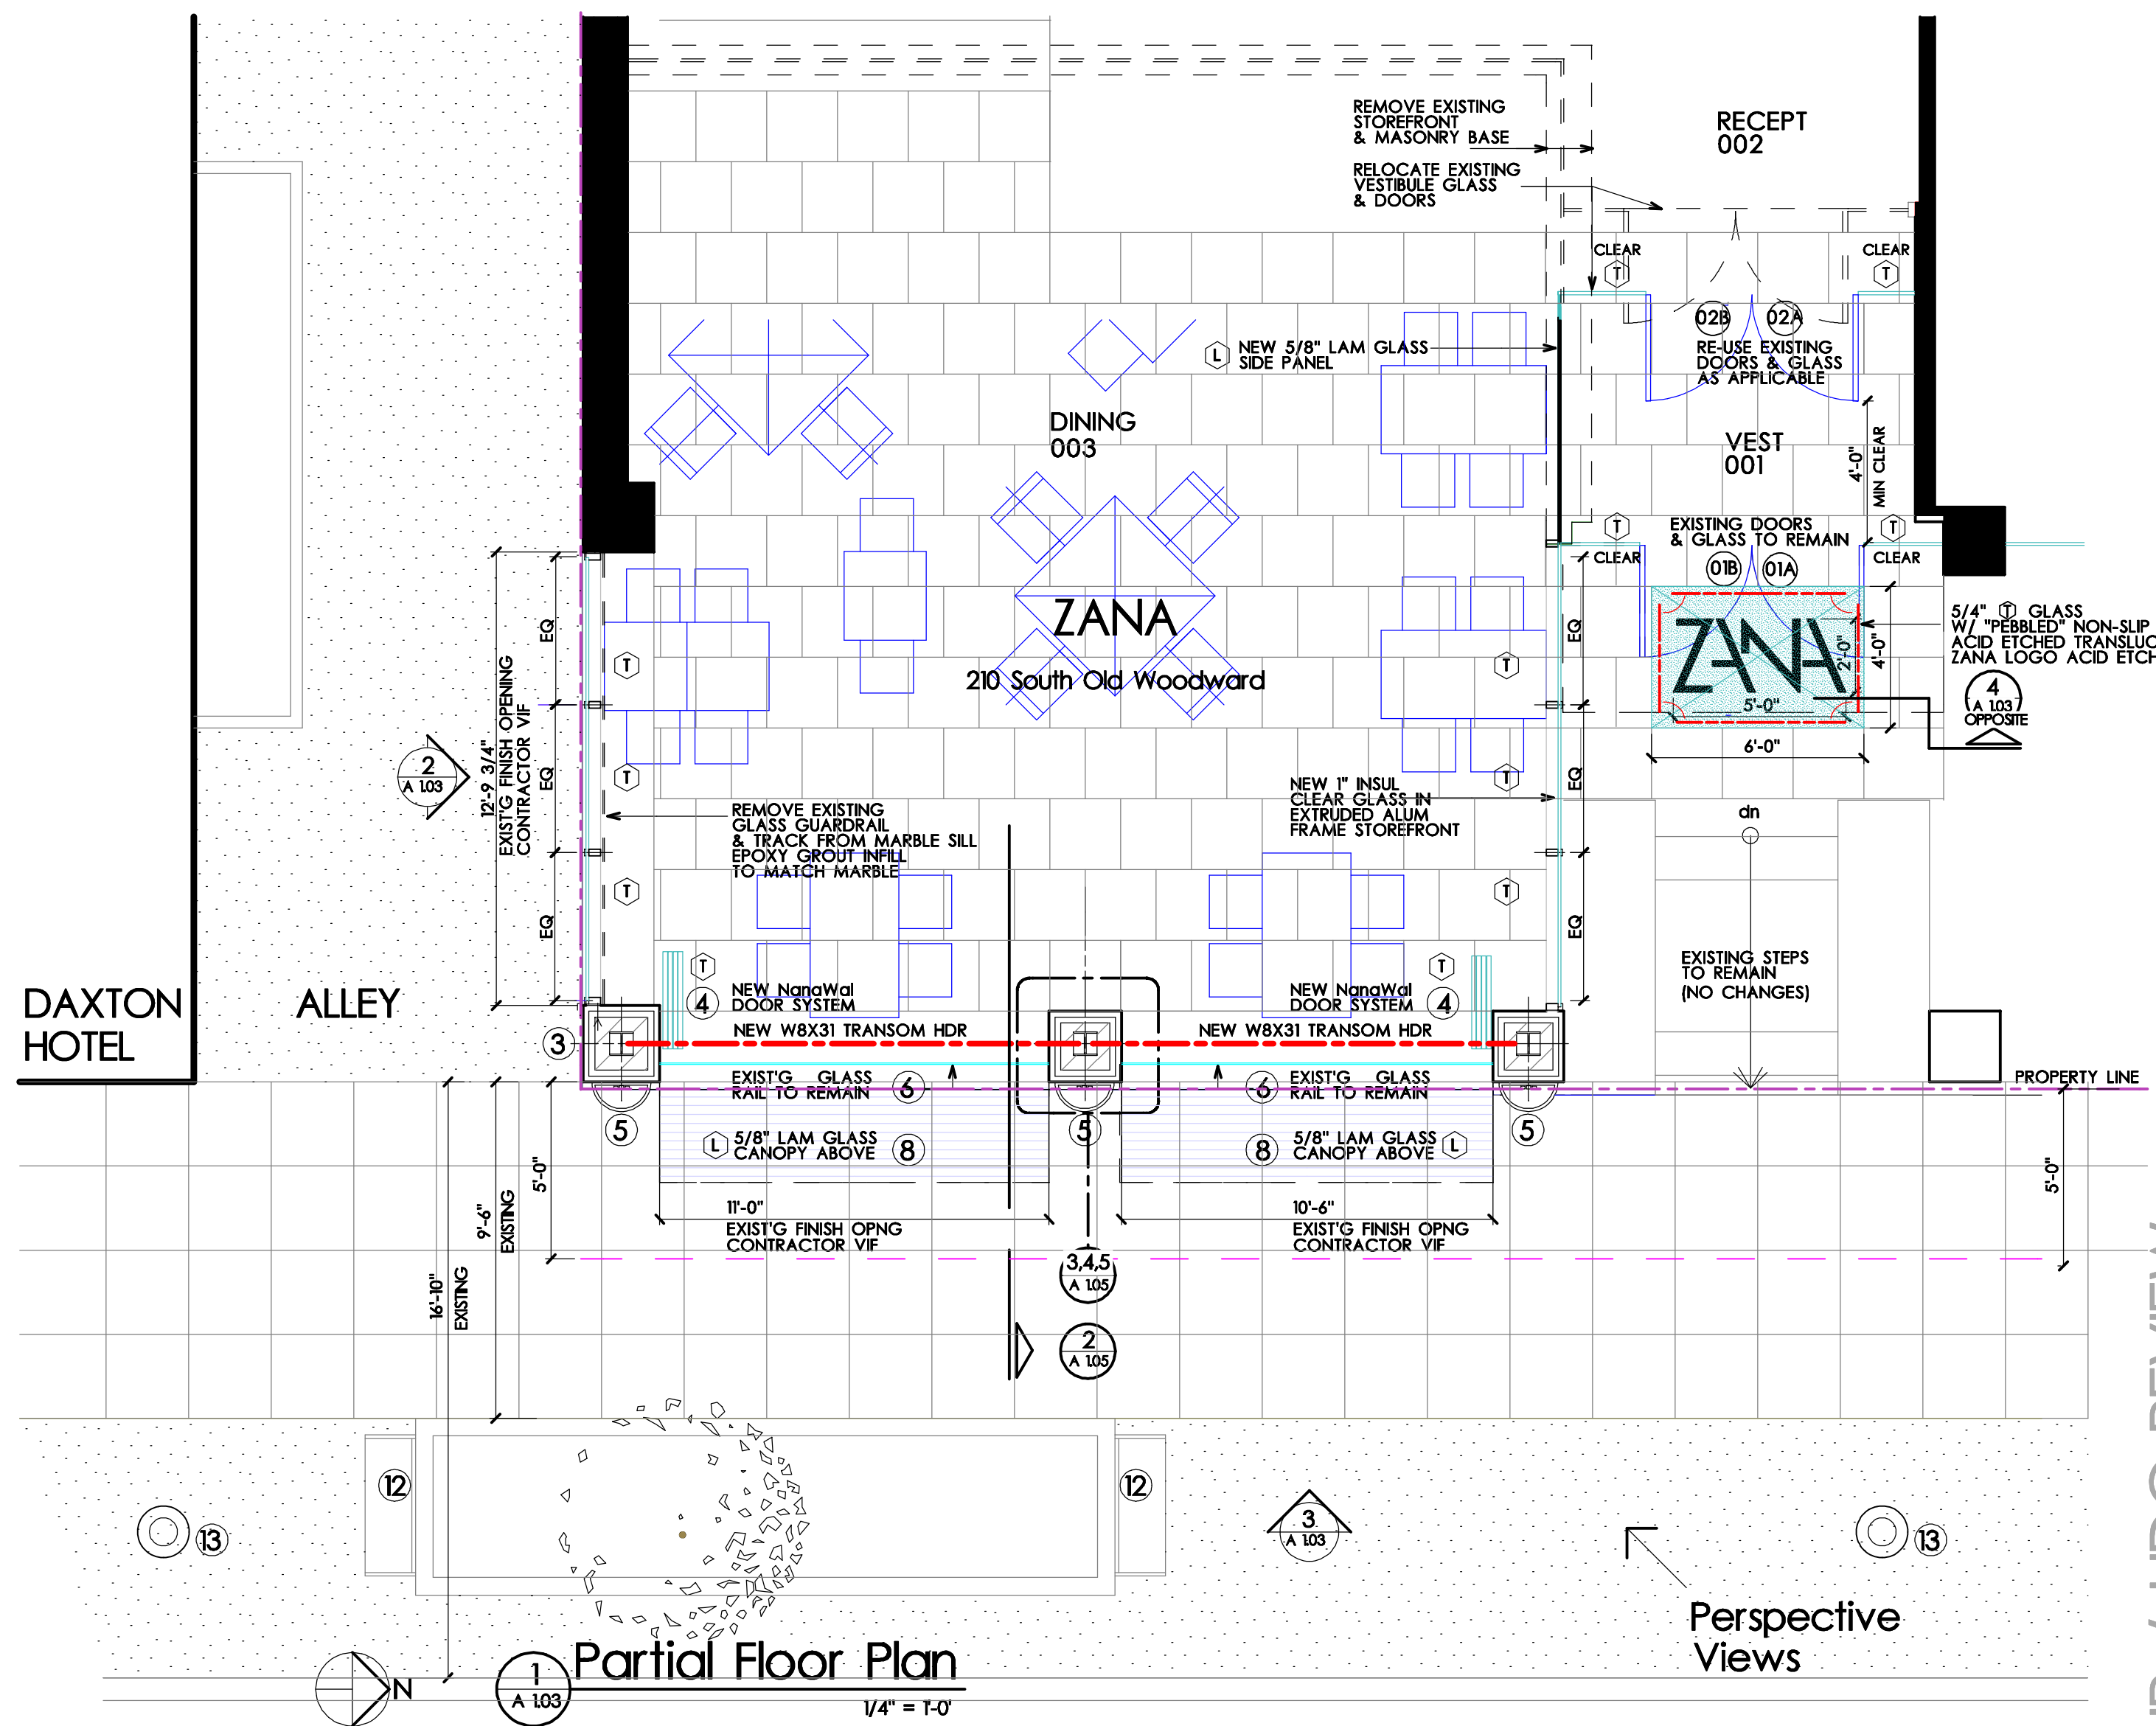 REMOVE EXISTING
STOREFRONT
& MASONRY BASE
RECEPT
002
RELOCATE EXISTING
VESTIBULE GLASS
& DOORS
CLEAR
T
CLEAR
T
02B
02A
RE-USE EXISTING
DOORS & GLASS
AS APPLICABLE
L
NEW 5/8" LAM GLASS
SIDE PANEL
DINING
003
VEST
001
4'-0"
MIN CLEAR
EXISTING DOORS
& GLASS TO REMAIN
T
CLEAR
T
CLEAR
01B
01A
ZANA
210 South Old Woodward
ZANA
2'-0"
4'-0"
5'-0"
6'-0"
5/4" T GLASS
W/ "PEBBLED" NON-SLIP
ACID ETCHED TRANSLUC
ZANA LOGO ACID ETCH
4
A 1.03
OPPOSITE
EQ
EQ
EQ
12'-9 3/4"
EXIST'G FINISH OPENING
CONTRACTOR VIF
T
T
T
T
T
T
EQ
EQ
EQ
2
A 1.03
REMOVE EXISTING
GLASS GUARDRAIL
& TRACK FROM MARBLE SILL
EPOXY GROUT INFILL
TO MATCH MARBLE
NEW 1" INSUL
CLEAR GLASS IN
EXTRUDED ALUM
FRAME STOREFRONT
dn
EXISTING STEPS
TO REMAIN
(NO CHANGES)
DAXTON
HOTEL
ALLEY
T
4
NEW NanaWal
DOOR SYSTEM
NEW W8X31 TRANSOM HDR
T
4
NEW NanaWal
DOOR SYSTEM
NEW W8X31 TRANSOM HDR
3
EXIST'G GLASS
RAIL TO REMAIN
6
6
EXIST'G GLASS
RAIL TO REMAIN
PROPERTY LINE
5
5
5
L
5/8" LAM GLASS
CANOPY ABOVE
8
8
5/8" LAM GLASS
CANOPY ABOVE
L
5'-0"
5'-0"
9'-6"
EXISTING
16'-10"
EXISTING
11'-0"
EXIST'G FINISH OPNG
CONTRACTOR VIF
10'-6"
EXIST'G FINISH OPNG
CONTRACTOR VIF
3,4,5
A 1.05
2
A 1.05
12
12
13
13
3
A 1.03
Perspective
Views
N
1
A 1.03
Partial Floor Plan
1/4" = 1'-0'